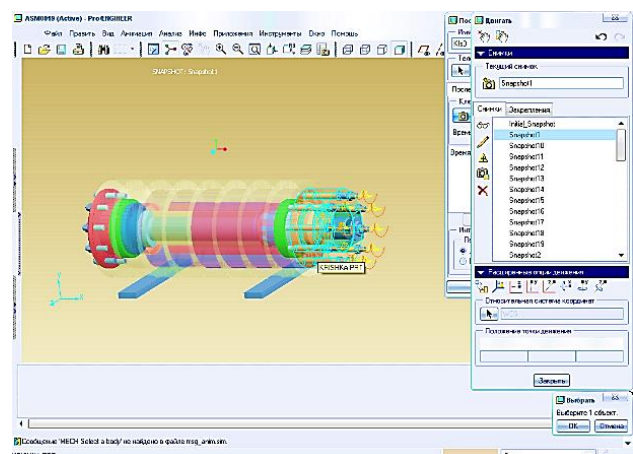 ASM0049 (Active) - Pro/ENGINEER
Файл Править Вид Анимация Анализ Инфо Приложения Инструменты Окно Помощь
SNAPSHOT: Snapshot1
KRISHKA.PRT
Двигать
Снимки
Текущий снимок
Snapshot1
Снимки Закрепления
Initial_Snapshot
Snapshot1
Snapshot10
Snapshot11
Snapshot12
Snapshot13
Snapshot14
Snapshot15
Snapshot16
Snapshot17
Snapshot18
Snapshot19
Snapshot2
Расширенные опции движения
Относительная система координат
WCS
Положение точки движения
Закрыть
Выбрать
Выберите 1 объект.
OK Отмена
Сообщение 'MECH Select a body' не найдено в файле msg_anim.sim.